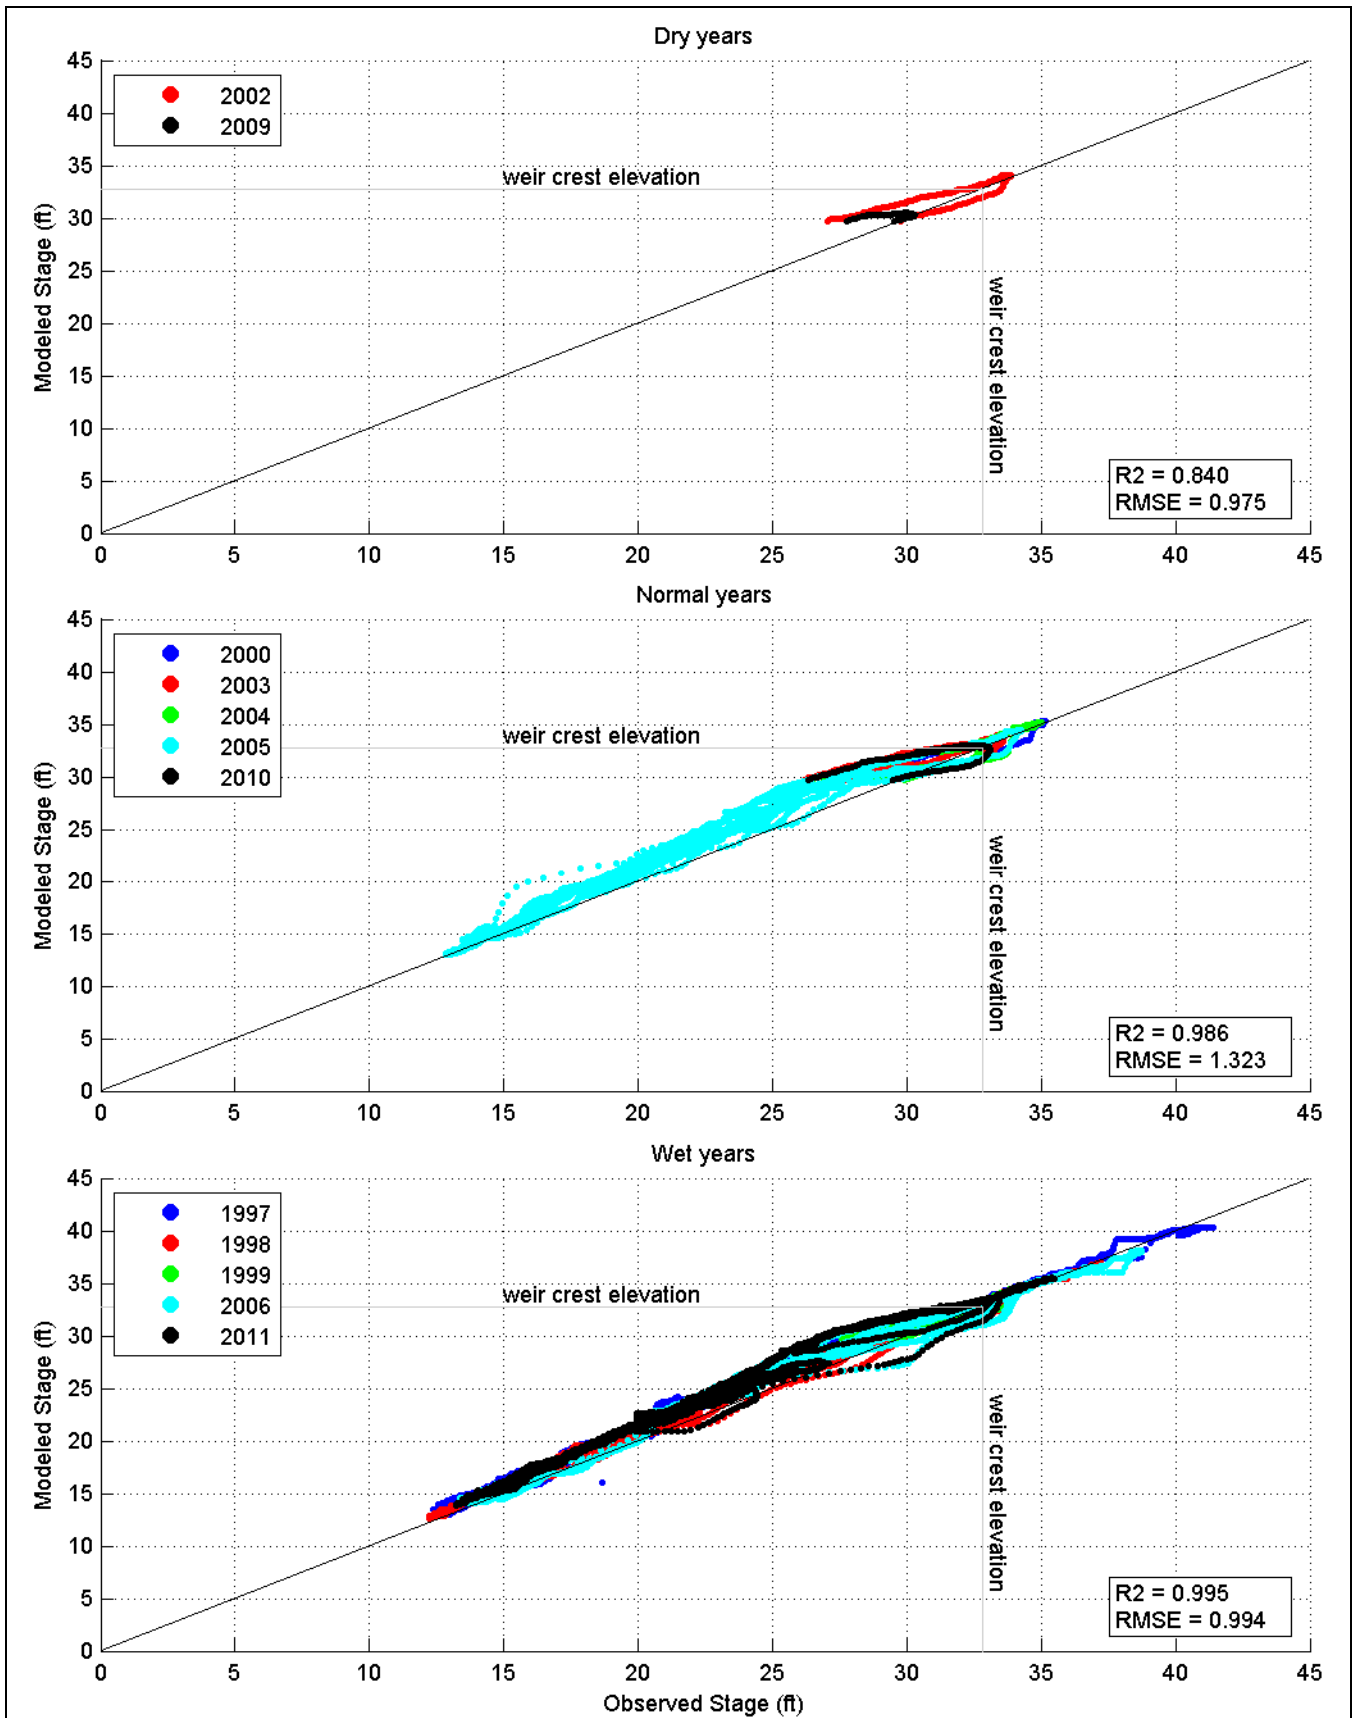 Dry years
45
40
35
30
25
20
15
10
5
0
Modeled Stage (ft)
2002
2009
weir crest elevation
weir crest elevation
R2 = 0.840
RMSE = 0.975
0 5 10 15 20 25 30 35 40 45
Normal years
45
40
35
30
25
20
15
10
5
0
Modeled Stage (ft)
2000
2003
2004
2005
2010
weir crest elevation
weir crest elevation
R2 = 0.986
RMSE = 1.323
0 5 10 15 20 25 30 35 40 45
Wet years
45
40
35
30
25
20
15
10
5
0
Modeled Stage (ft)
1997
1998
1999
2006
2011
weir crest elevation
weir crest elevation
R2 = 0.995
RMSE = 0.994
0 5 10 15 20 25 30 35 40 45
Observed Stage (ft)